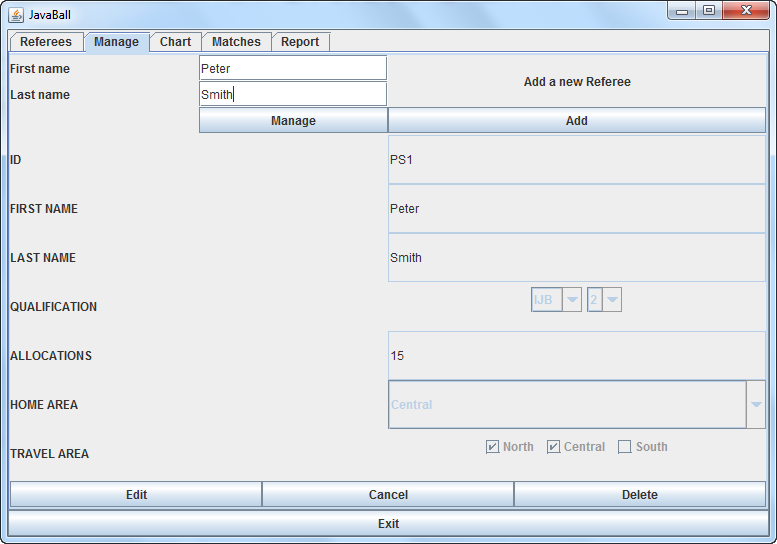 JavaBall
Referees Manage Chart Matches Report
First name Peter
Add a new Referee
Last name Smith
Manage Add
ID PS1
FIRST NAME Peter
LAST NAME Smith
QUALIFICATION IJB 2
ALLOCATIONS 15
HOME AREA Central
TRAVEL AREA North Central South
Edit Cancel Delete
Exit